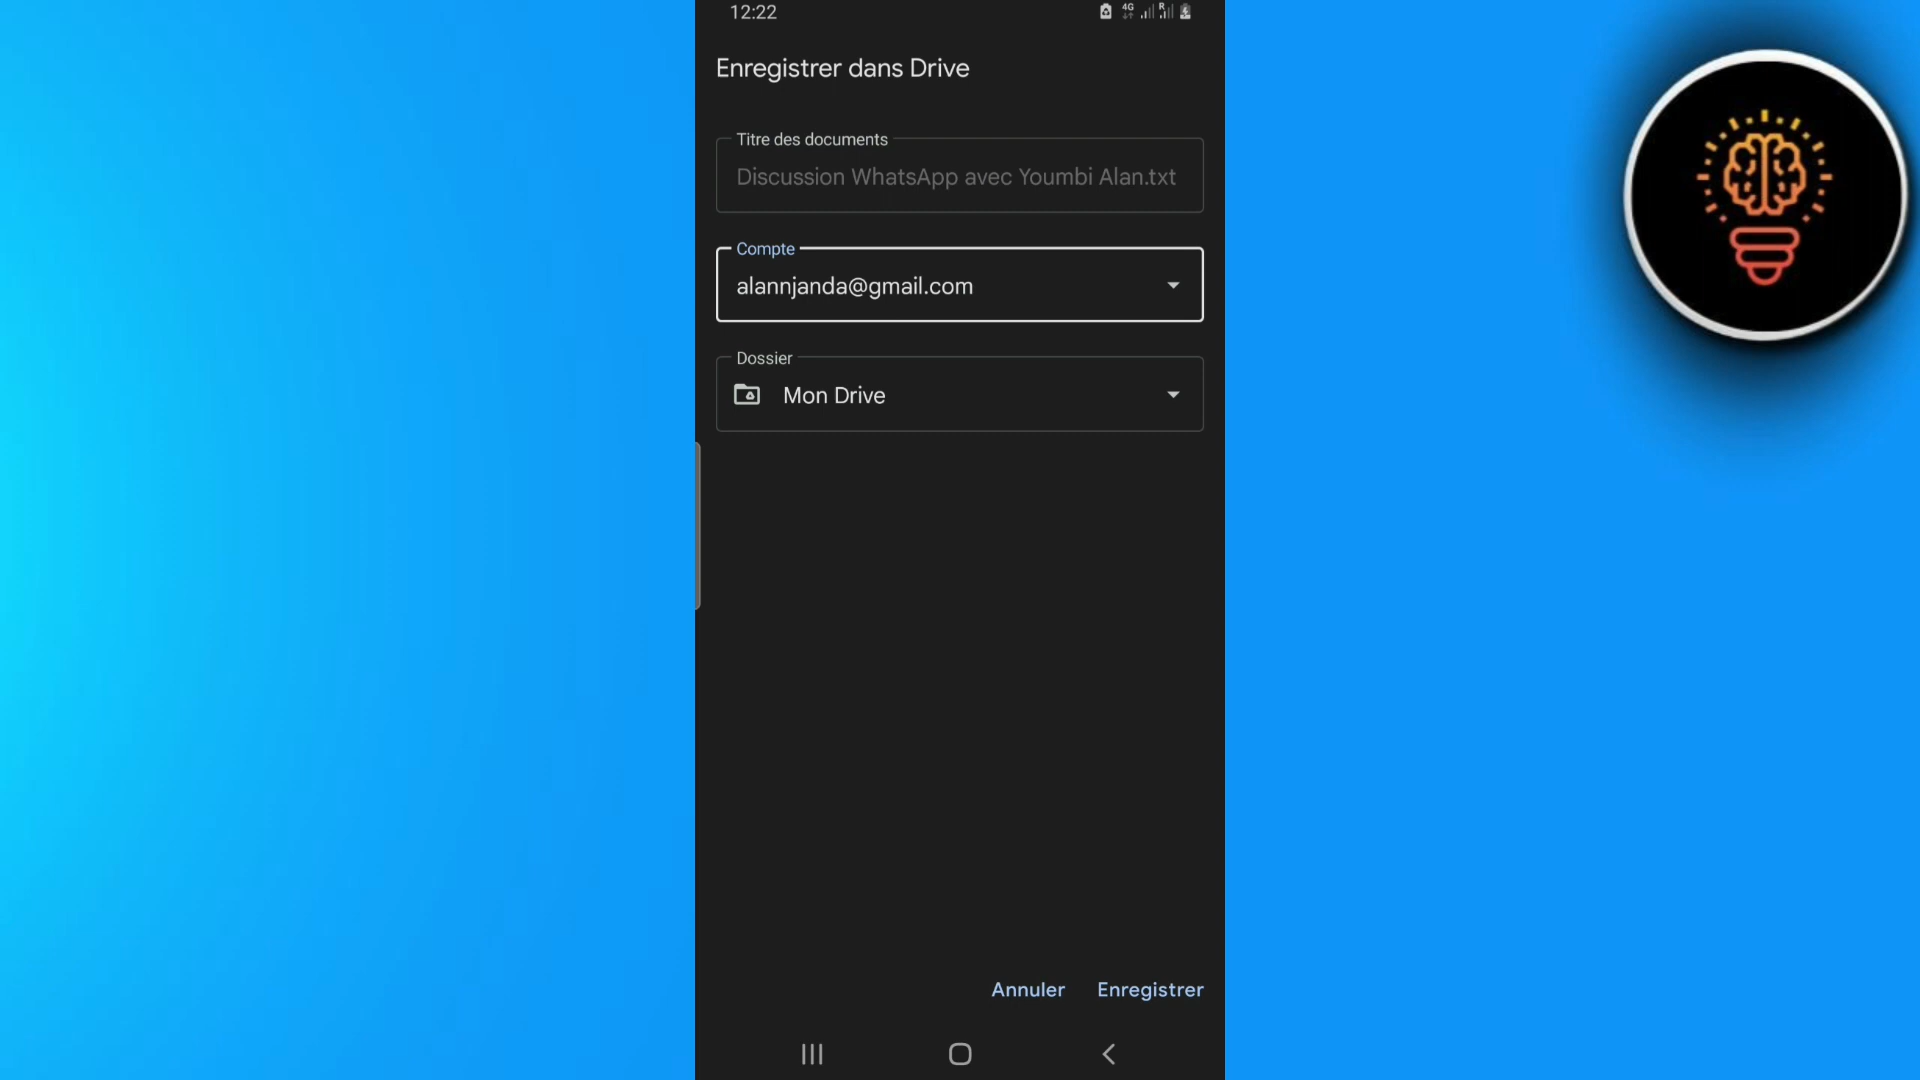 12:22
4G
R
Enregistrer dans Drive
Titre des documents
Discussion WhatsApp avec Youmbi Alan.txt
Compte
alannjanda@gmail.com
Dossier
Mon Drive
Annuler Enregistrer